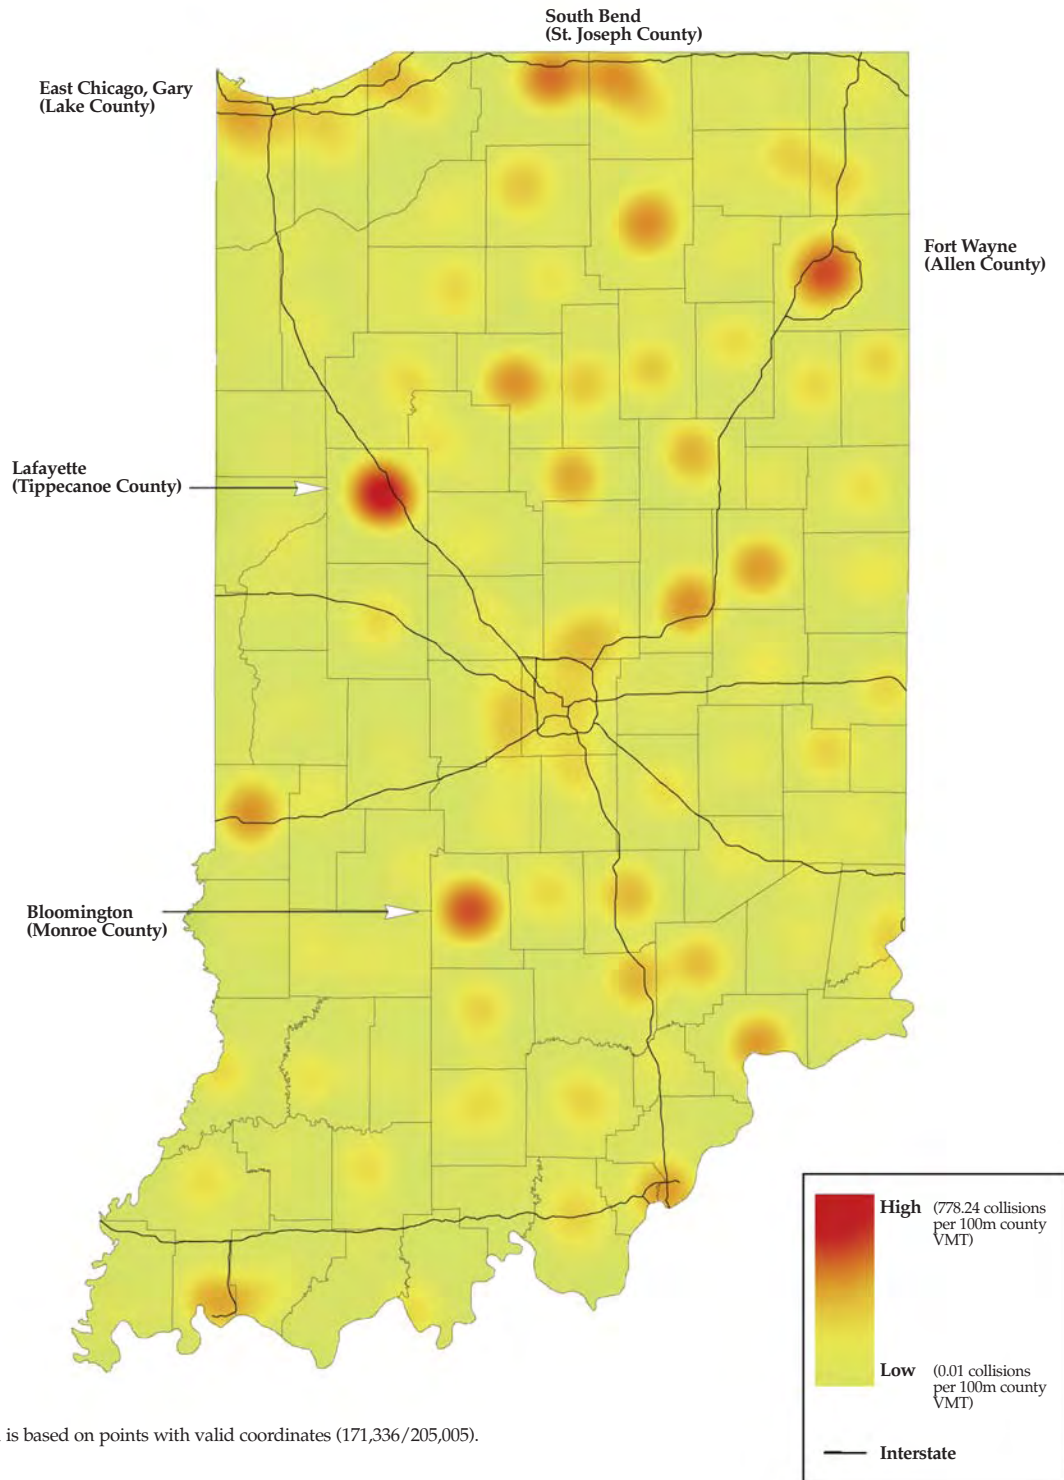 South Bend
(St. Joseph County)
East Chicago, Gary
(Lake County)
Fort Wayne
(Allen County)
Lafayette
(Tippecanoe County)
Bloomington
(Monroe County)
High (778.24 collisions
per 100m county
VMT)
Low (0.01 collisions
per 100m county
VMT)
Interstate
is based on points with valid coordinates (171,336/205,005).